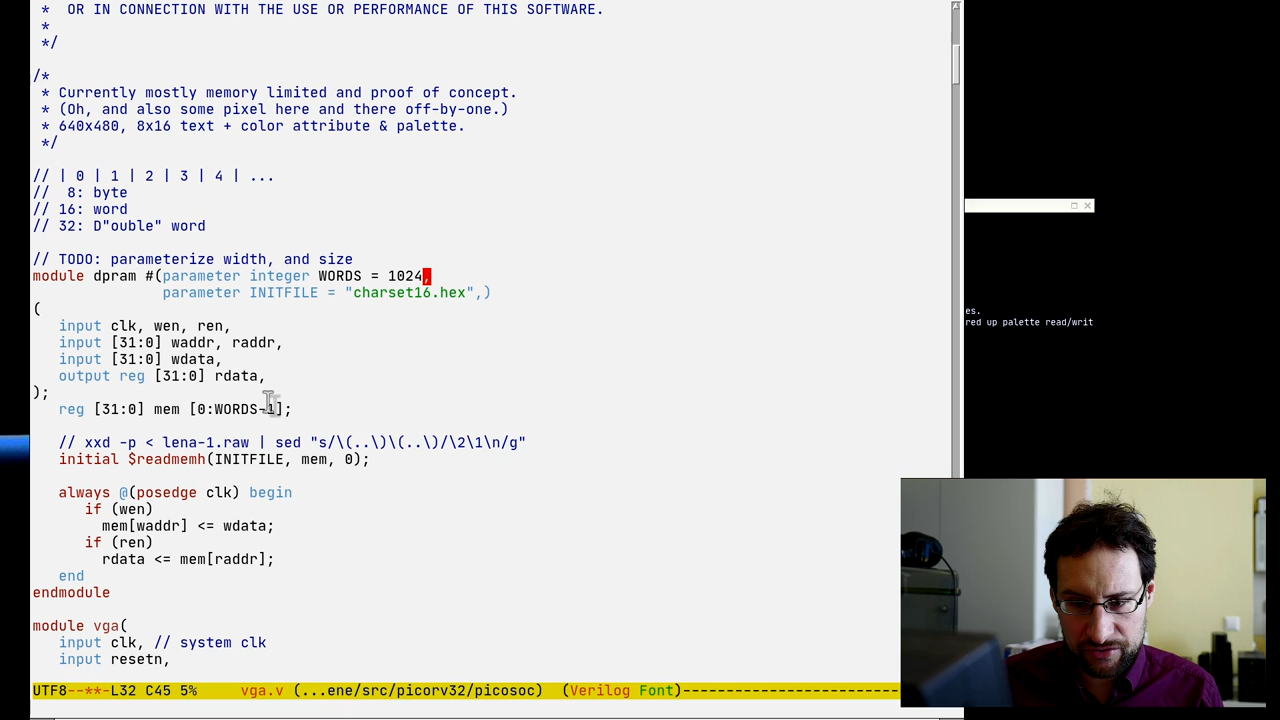 *  OR IN CONNECTION WITH THE USE OR PERFORMANCE OF THIS SOFTWARE.
 *
 */
/*
 * Currently mostly memory limited and proof of concept.
 * (Oh, and also some pixel here and there off-by-one.)
 * 640x480, 8x16 text + color attribute & palette.
 */
// | 0 | 1 | 2 | 3 | 4 | ...
//  8: byte
// 16: word
// 32: D"ouble" word
// TODO: parameterize width, and size
module dpram #(parameter integer WORDS = 1024,
               parameter INITFILE = "charset16.hex",)
(
   input clk, wen, ren,
   input [31:0] waddr, raddr,
   input [31:0] wdata,
   output reg [31:0] rdata,
);
   reg [31:0] mem [0:WORDS-1];
   // xxd -p < lena-1.raw | sed "s/\(..\)\(..\)/\2\1\n/g"
   initial $readmemh(INITFILE, mem, 0);
   always @(posedge clk) begin
      if (wen)
        mem[waddr] <= wdata;
      if (ren)
        rdata <= mem[raddr];
   end
endmodule
module vga(
   input clk, // system clk
   input resetn,
UTF8--**-L32 C45 5%     vga.v (...ene/src/picorv32/picosoc)  (Verilog Font)-------------------------
es.
red up palette read/writ